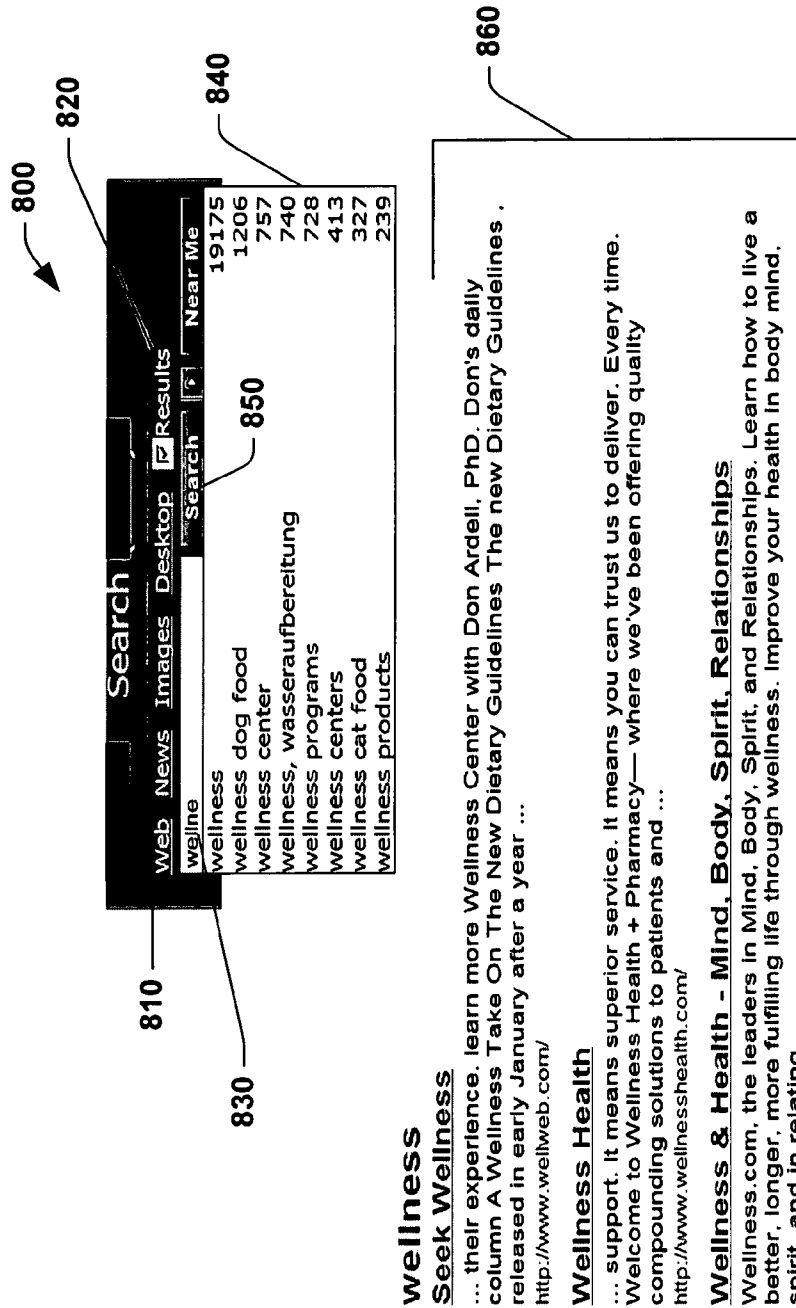 800
820
810
Search
Web News Images Desktop Results
wellne Search Near Me
wellness 19175
wellness dog food 1206
wellness center 757
wellness, wasseraufbereitung 740
wellness programs 728
wellness centers 413
wellness cat food 327
wellness products 239
840
850
830
860
wellness
Seek Wellness
... their experience. learn more Wellness Center with Don Ardell, PhD. Don's daily
column A Wellness Take On The New Dietary Guidelines The new Dietary Guidelines ,
released in early January after a year ...
http://www.wellweb.com/
Wellness Health
... support. It means superior service. It means you can trust us to deliver. Every time.
Welcome to Wellness Health + Pharmacy— where we've been offering quality
compounding solutions to patients and ...
http://www.wellnesshealth.com/
Wellness & Health - Mind, Body, Spirit, Relationships
Wellness.com, the leaders in Mind, Body, Spirit, and Relationships. Learn how to live a
better, longer, more fulfilling life through wellness. Improve your health in body mind.
spirit, and in relating